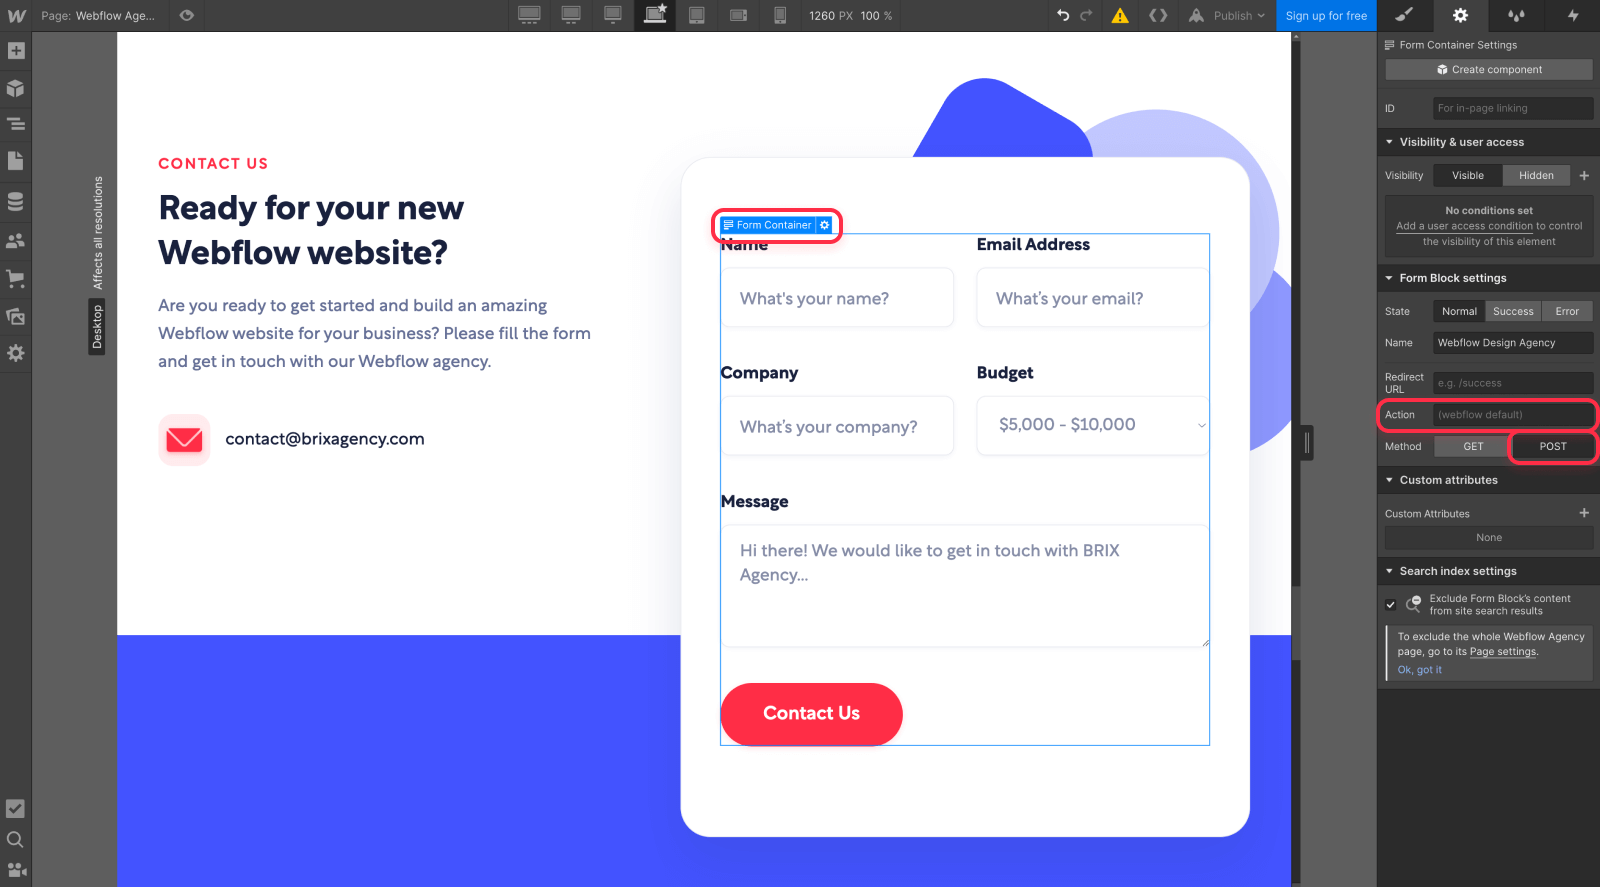 Page: Webflow Age...
1260 PX 100 %
Publish
Sign up for free
Affects all resolutions
Desktop
CONTACT US
Ready for your new
Webflow website?
Are you ready to get started and build an amazing
Webflow website for your business? Please fill the form
and get in touch with our Webflow agency.
contact@brixagency.com
Form Container
Name
Email Address
What's your name?
What's your email?
Company
Budget
What's your company?
$5,000 - $10,000
Message
Hi there! We would like to get in touch with BRIX
Agency...
Contact Us
Form Container Settings
Create component
ID
For in-page linking
Visibility & user access
Visibility
Visible
Hidden
No conditions set
Add a user access condition to control
the visibility of this element
Form Block settings
State
Normal
Success
Error
Name
Webflow Design Agency
Redirect
URL
e.g. /success
Action
(webflow default)
Method
GET
POST
Custom attributes
Custom Attributes
None
Search index settings
Exclude Form Block's content
from site search results
To exclude the whole Webflow Agency
page, go to its Page settings.
Ok, got it